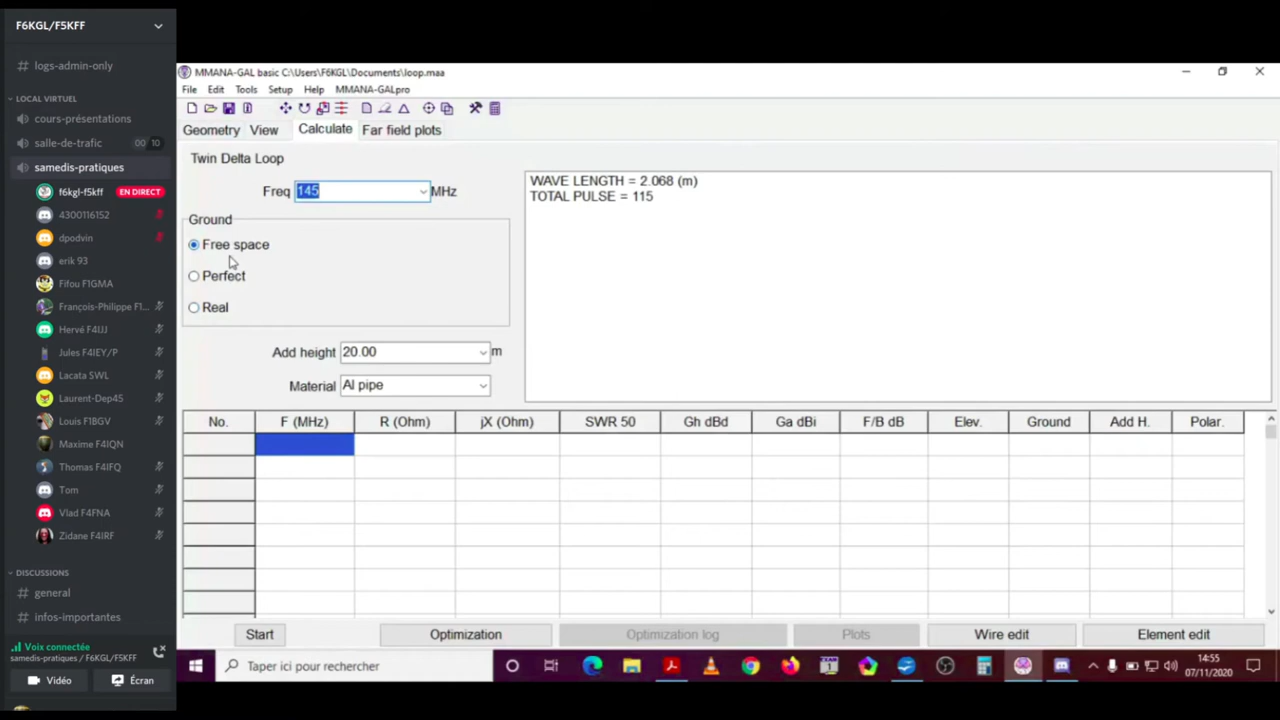 F6KGL/F5KFF
# logs-admin-only
LOCAL VIRTUEL
cours-présentations
salle-de-trafic 00 10
samedis-pratiques
f6kgl-f5kff EN DIRECT
4300116152
dpodvin
erik 93
Fifou F1GMA
François-Philippe F1...
Hervé F4IJJ
Jules F4IEY/P
Lacata SWL
Laurent-Dep45
Louis F1BGV
Maxime F4IQN
Thomas F4IFQ
Tom
Vlad F4FNA
Zidane F4IRF
DISCUSSIONS
# general
# infos-importantes
Voix connectée
samedis-pratiques / F6KGL/F5KFF
Vidéo Écran
MMANA-GAL basic C:\Users\F6KGL\Documents\loop.maa
File Edit Tools Setup Help MMANA-GALpro
Geometry View Calculate Far field plots
Twin Delta Loop
Freq 145 MHz
Ground
Free space
Perfect
Real
Add height 20.00 m
Material Al pipe
WAVE LENGTH = 2.068 (m)
TOTAL PULSE = 115
No. F (MHz) R (Ohm) jX (Ohm) SWR 50 Gh dBd Ga dBi F/B dB Elev. Ground Add H. Polar.
Start Optimization Optimization log Plots Wire edit Element edit
Taper ici pour rechercher
14:55
07/11/2020